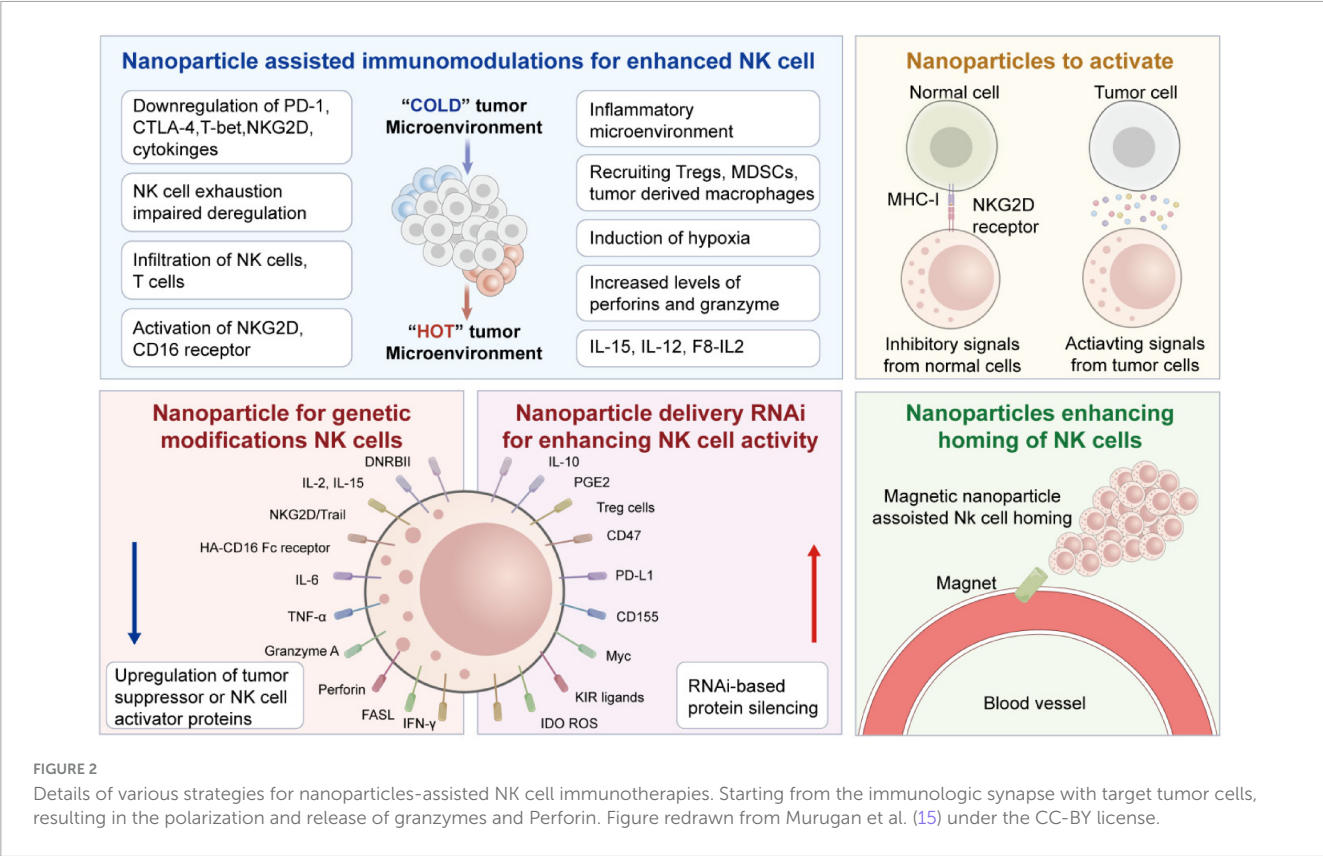 Nanoparticle assisted immunomodulations for enhanced NK cell
Downregulation of PD-1,
CTLA-4,T-bet,NKG2D,
cytokinges
NK cell exhaustion
impaired deregulation
Infiltration of NK cells,
T cells
Activation of NKG2D,
CD16 receptor
“COLD” tumor
Microenvironment
“HOT” tumor
Microenvironment
Inflammatory
microenvironment
Recruiting Tregs, MDSCs,
tumor derived macrophages
Induction of hypoxia
Increased levels of
perforins and granzyme
IL-15, IL-12, F8-IL2
Nanoparticles to activate
Normal cell
Tumor cell
MHC-I
NKG2D
receptor
Inhibitory signals
from normal cells
Actiavting signals
from tumor cells
Nanoparticle for genetic
modifications NK cells
DNRBII
IL-2, IL-15
NKG2D/Trail
HA-CD16 Fc receptor
IL-6
TNF-α
Granzyme A
Perforin
FASL
IFN-γ
Upregulation of tumor
suppressor or NK cell
activator proteins
Nanoparticle delivery RNAi
for enhancing NK cell activity
IL-10
PGE2
Treg cells
CD47
PD-L1
CD155
Myc
KIR ligands
IDO ROS
RNAi-based
protein silencing
Nanoparticles enhancing
homing of NK cells
Magnetic nanoparticle
assoisted Nk cell homing
Magnet
Blood vessel
FIGURE 2
Details of various strategies for nanoparticles-assisted NK cell immunotherapies. Starting from the immunologic synapse with target tumor cells,
resulting in the polarization and release of granzymes and Perforin. Figure redrawn from Murugan et al. (15) under the CC-BY license.